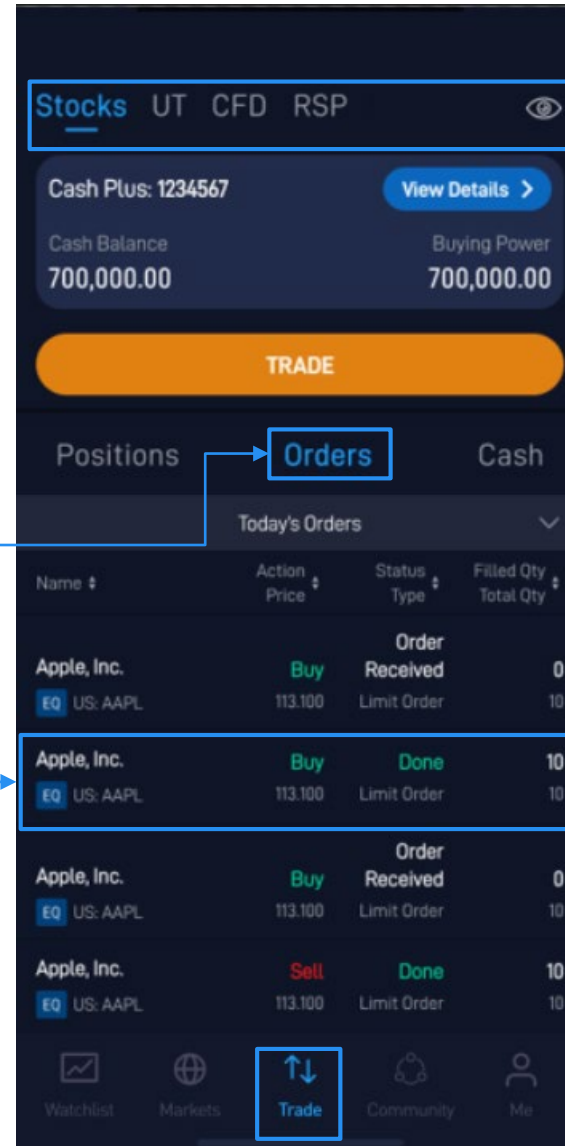 Stocks UT CFD RSP
Cash Plus: 1234567 View Details >
Cash Balance Buying Power
700,000.00 700,000.00
TRADE
Positions Orders Cash
Today's Orders
Name Action Price Status Type Filled Qty Total Qty
Apple, Inc. Buy Order Received 0
EQ US: AAPL 113.100 Limit Order 10
Apple, Inc. Buy Done 10
EQ US: AAPL 113.100 Limit Order 10
Apple, Inc. Buy Order Received 0
EQ US: AAPL 113.100 Limit Order 10
Apple, Inc. Sell Done 10
EQ US: AAPL 113.100 Limit Order 10
Watchlist Markets Trade Community Me